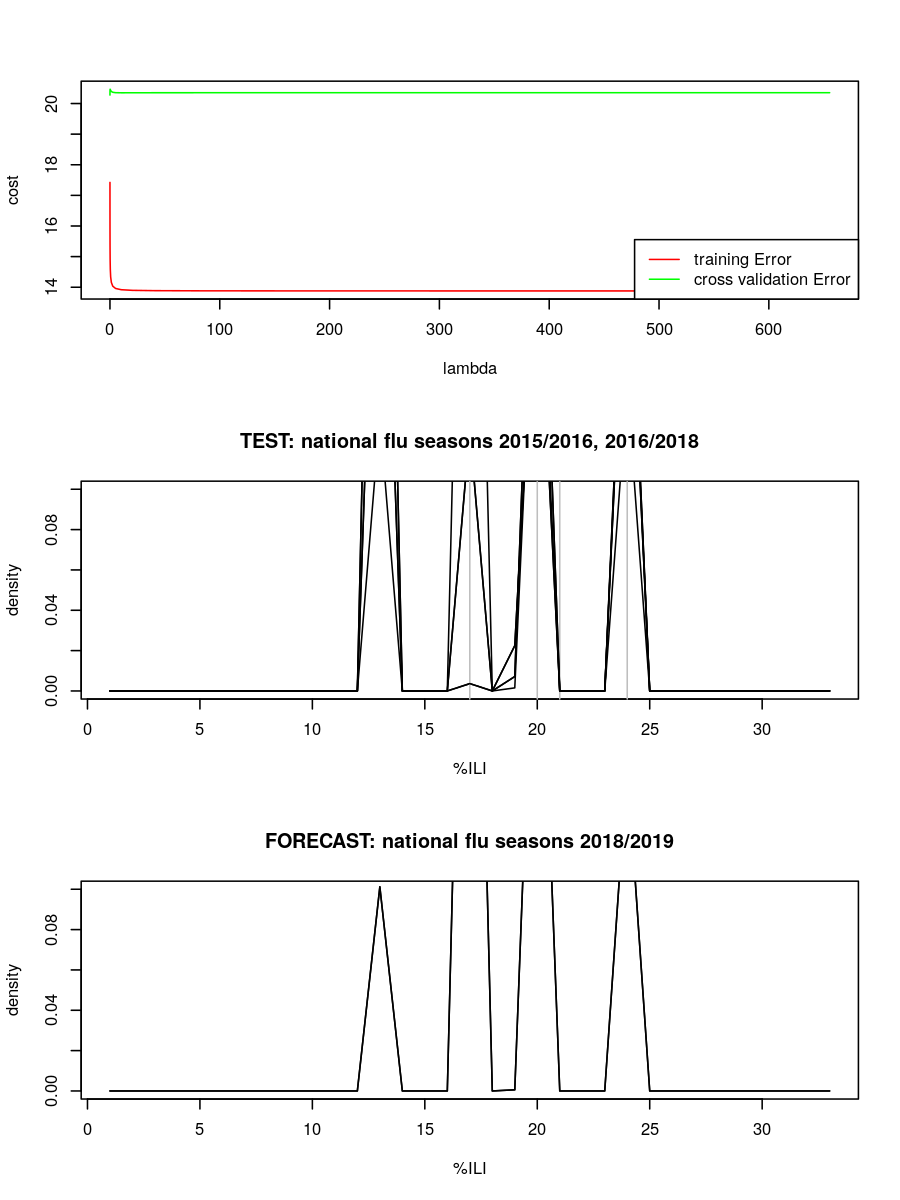 cost
20
18
16
14
training Error
cross validation Error
0 100 200 300 400 500 600
lambda
TEST: national flu seasons 2015/2016, 2016/2018
density
0.08
0.04
0.00
0 5 10 15 20 25 30
%ILI
FORECAST: national flu seasons 2018/2019
density
0.08
0.04
0.00
0 5 10 15 20 25 30
%ILI